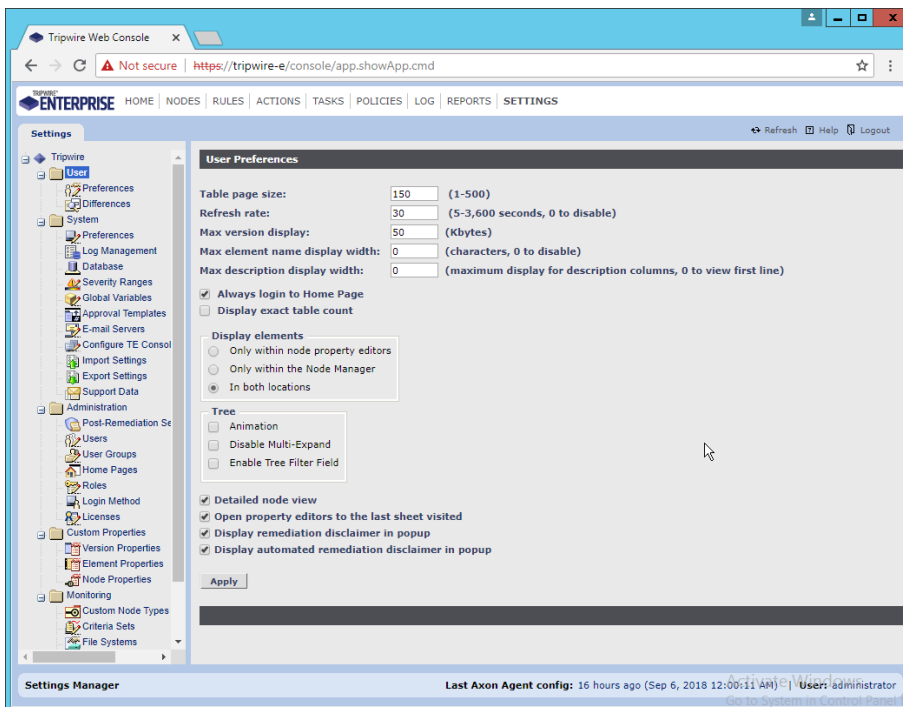 Tripwire Web Console
Not secure | https://tripwire-e/console/app.showApp.cmd
TRIPWIRE ENTERPRISE HOME NODES RULES ACTIONS TASKS POLICIES LOG REPORTS SETTINGS
Settings
Refresh Help Logout
Tripwire
User
Preferences
Differences
System
Preferences
Log Management
Database
Severity Ranges
Global Variables
Approval Templates
E-mail Servers
Configure TE Consol
Import Settings
Export Settings
Support Data
Administration
Post-Remediation Se
Users
User Groups
Home Pages
Roles
Login Method
Licenses
Custom Properties
Version Properties
Element Properties
Node Properties
Monitoring
Custom Node Types
Criteria Sets
File Systems
User Preferences
Table page size: 150 (1-500)
Refresh rate: 30 (5-3,600 seconds, 0 to disable)
Max version display: 50 (Kbytes)
Max element name display width: 0 (characters, 0 to disable)
Max description display width: 0 (maximum display for description columns, 0 to view first line)
Always login to Home Page
Display exact table count
Display elements
Only within node property editors
Only within the Node Manager
In both locations
Tree
Animation
Disable Multi-Expand
Enable Tree Filter Field
Detailed node view
Open property editors to the last sheet visited
Display remediation disclaimer in popup
Display automated remediation disclaimer in popup
Apply
Settings Manager
Last Axon Agent config: 16 hours ago (Sep 6, 2018 12:00:11 AM) | User: administrator
Activate Windows
Go to System in Control Panel